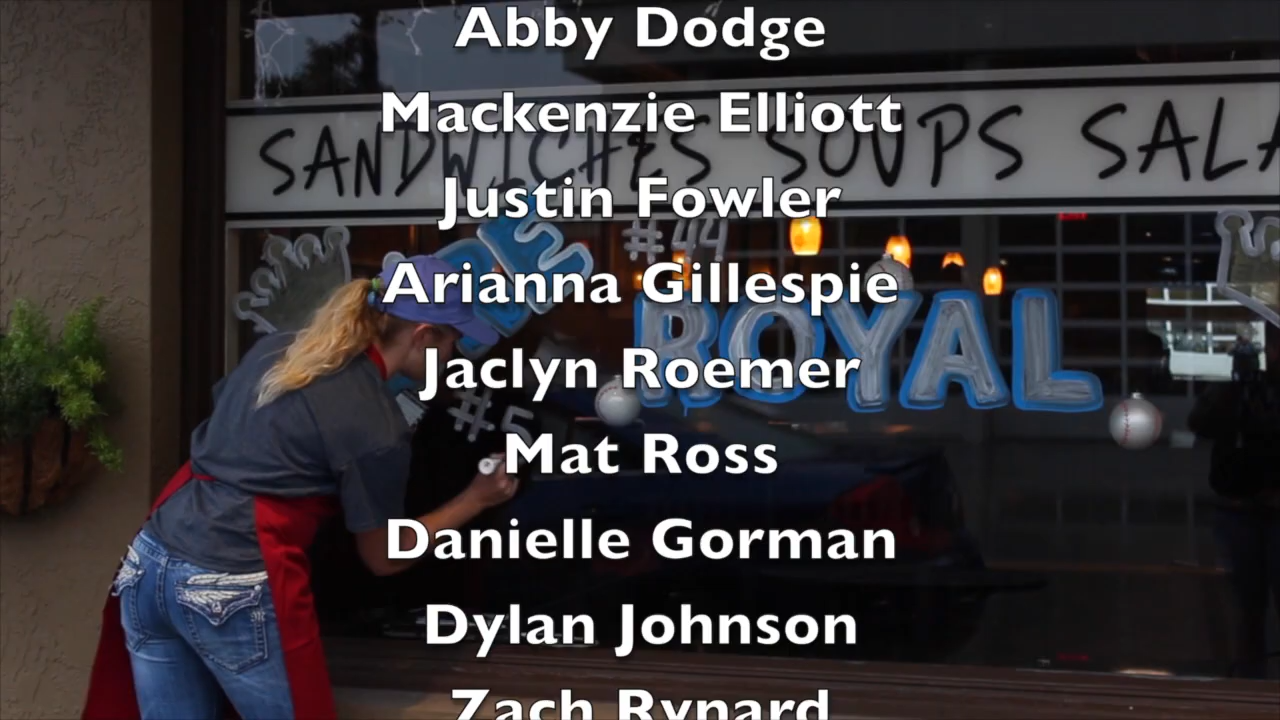 Abby Dodge
Mackenzie Elliott
SANDWICHES SOUPS
Justin Fowler
#44
Arianna Gillespie
ROYAL
Jaclyn Roemer
#5
Mat Ross
Danielle Gorman
Dylan Johnson
Zach Rynard